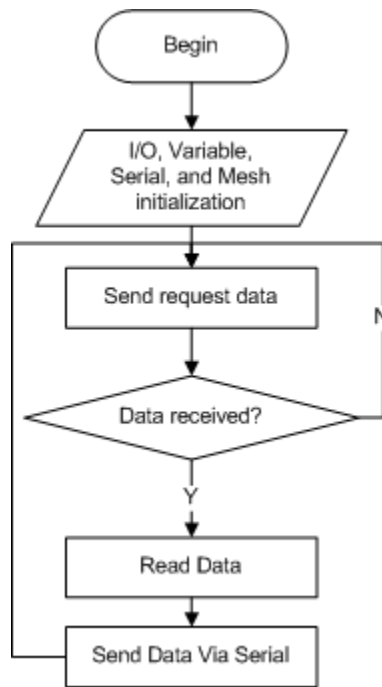 Begin
I/O, Variable,
Serial, and Mesh
initialization
Send request data
N
Data received?
Y
Read Data
Send Data Via Serial